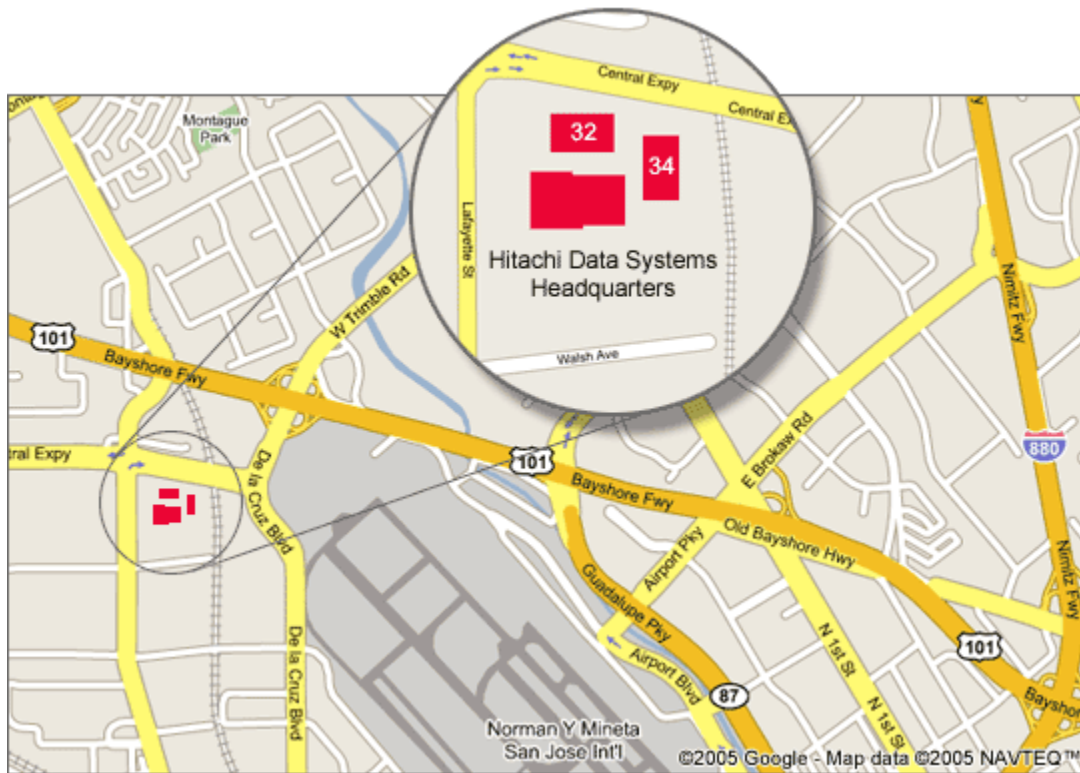 Montague
Park
Central Expy
Central Ex
32
34
Lafayette St
Hitachi Data Systems
Headquarters
Walsh Ave
W Trimble Rd
101
Bayshore Fwy
Nimitz Fwy
880
tral Expy
De la Cruz Blvd
101
Bayshore Fwy
E Brokaw Rd
Old Bayshore Hwy
Airport Pky
Nimitz Fwy
Guadalupe Pky
De la Cruz Blvd
N 1st St
101
Airport Blvd
87
N 1st St
Baysho
Norman Y Mineta
San Jose Int'l
©2005 Google - Map data ©2005 NAVTEQ™